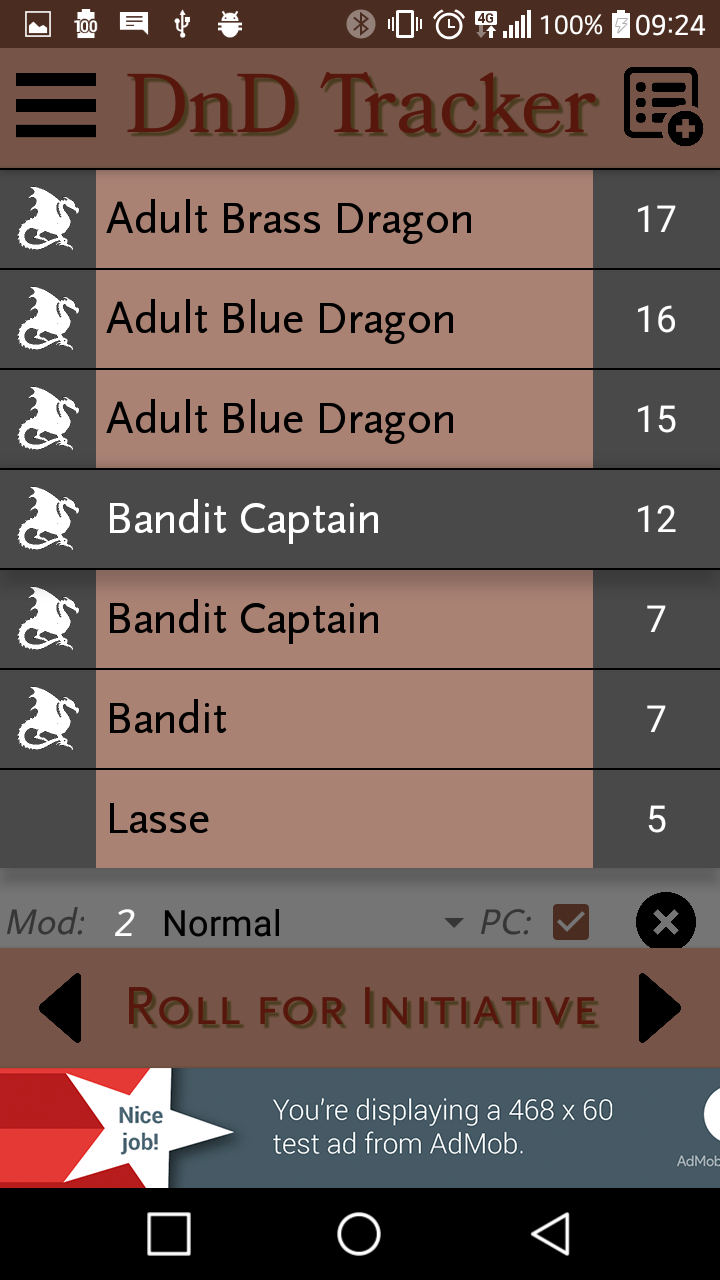 100 4G 100% 09:24
DnD Tracker
Adult Brass Dragon 17
Adult Blue Dragon 16
Adult Blue Dragon 15
Bandit Captain 12
Bandit Captain 7
Bandit 7
Lasse 5
Mod: 2 Normal PC:
Roll for Initiative
Nice
job!
You're displaying a 468 x 60
test ad from AdMob.
AdMob